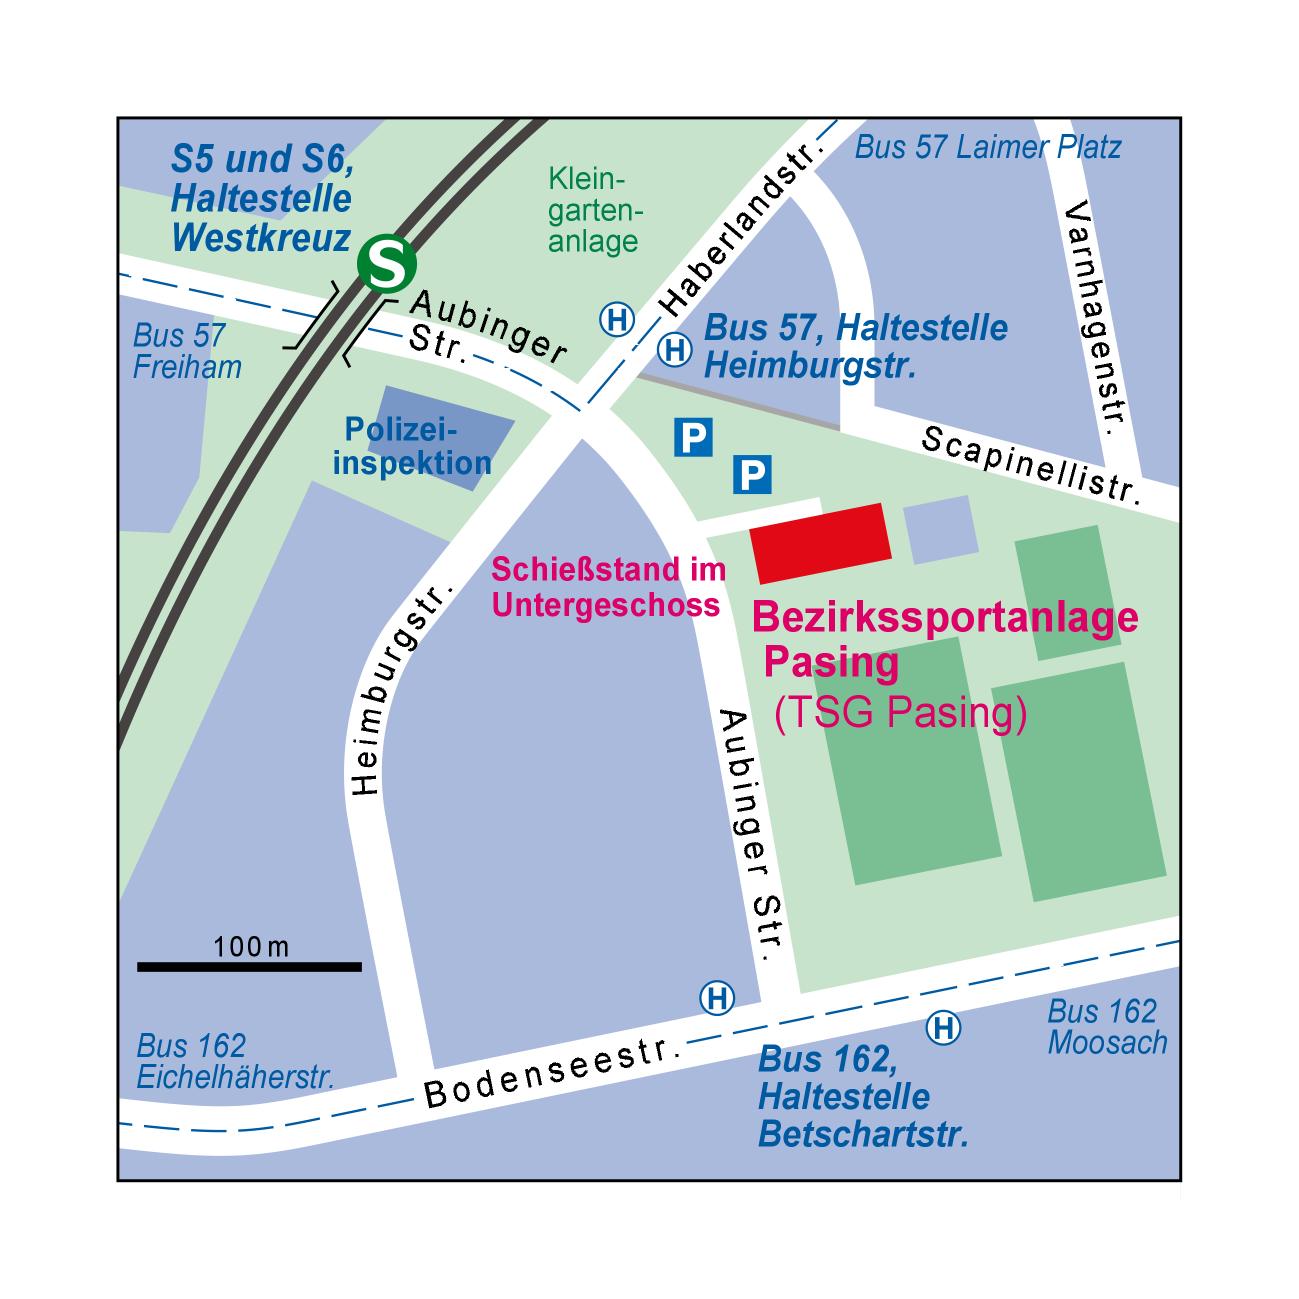 S5 und S6,
Haltestelle
Westkreuz
S
Klein-
garten-
anlage
Haberlandstr.
Bus 57 Laimer Platz
Varnhagenstr.
Bus 57
Freiham
Aubinger
Str.
H
H
Bus 57, Haltestelle
Heimburgstr.
Polizei-
inspektion
P
P
Scapinellistr.
Schießstand im
Untergeschoss
Bezirkssportanlage
Pasing
(TSG Pasing)
Heimburgstr.
Aubinger Str.
100 m
H
H
Bus 162
Eichelhäherstr.
Bodenseestr.
Bus 162,
Haltestelle
Betschartstr.
Bus 162
Moosach